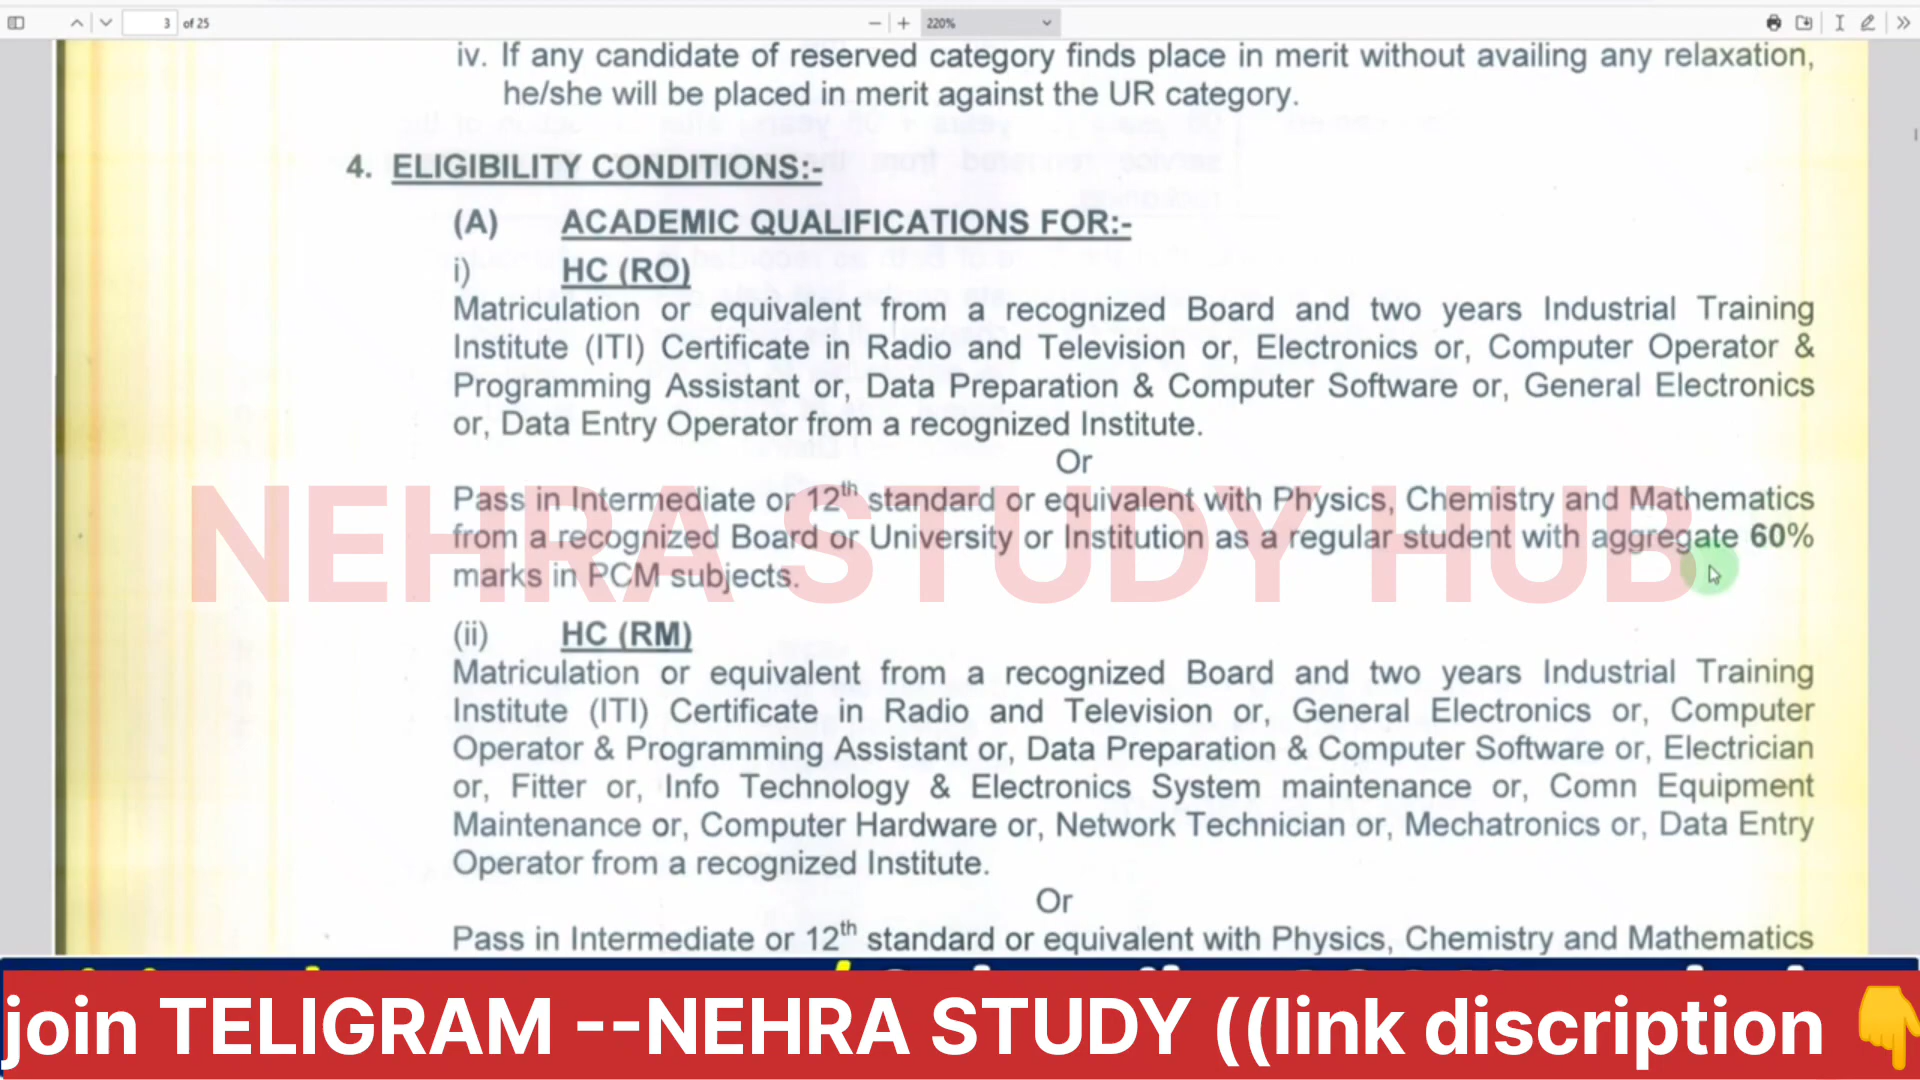 3 of 25
220%
iv. If any candidate of reserved category finds place in merit without availing any relaxation,
he/she will be placed in merit against the UR category.
4. ELIGIBILITY CONDITIONS:-
(A) ACADEMIC QUALIFICATIONS FOR:-
i) HC (RO)
Matriculation or equivalent from a recognized Board and two years Industrial Training
Institute (ITI) Certificate in Radio and Television or, Electronics or, Computer Operator &
Programming Assistant or, Data Preparation & Computer Software or, General Electronics
or, Data Entry Operator from a recognized Institute.
Or
Pass in Intermediate or 12th standard or equivalent with Physics, Chemistry and Mathematics
from a recognized Board or University or Institution as a regular student with aggregate 60%
marks in PCM subjects.
NEHRA STUDY HUB
(ii) HC (RM)
Matriculation or equivalent from a recognized Board and two years Industrial Training
Institute (ITI) Certificate in Radio and Television or, General Electronics or, Computer
Operator & Programming Assistant or, Data Preparation & Computer Software or, Electrician
or, Fitter or, Info Technology & Electronics System maintenance or, Comn Equipment
Maintenance or, Computer Hardware or, Network Technician or, Mechatronics or, Data Entry
Operator from a recognized Institute.
Or
Pass in Intermediate or 12th standard or equivalent with Physics, Chemistry and Mathematics
join TELIGRAM --NEHRA STUDY ((link discription 👇